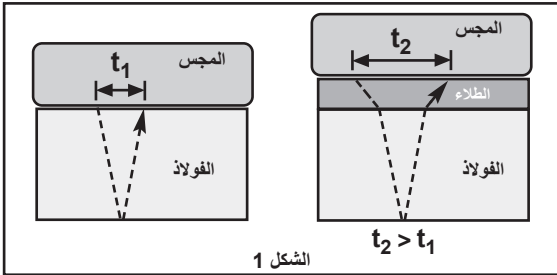 المجس
t1
الفولاذ
المجس
t2
الطلاء
الفولاذ
t2 > t1
الشكل 1